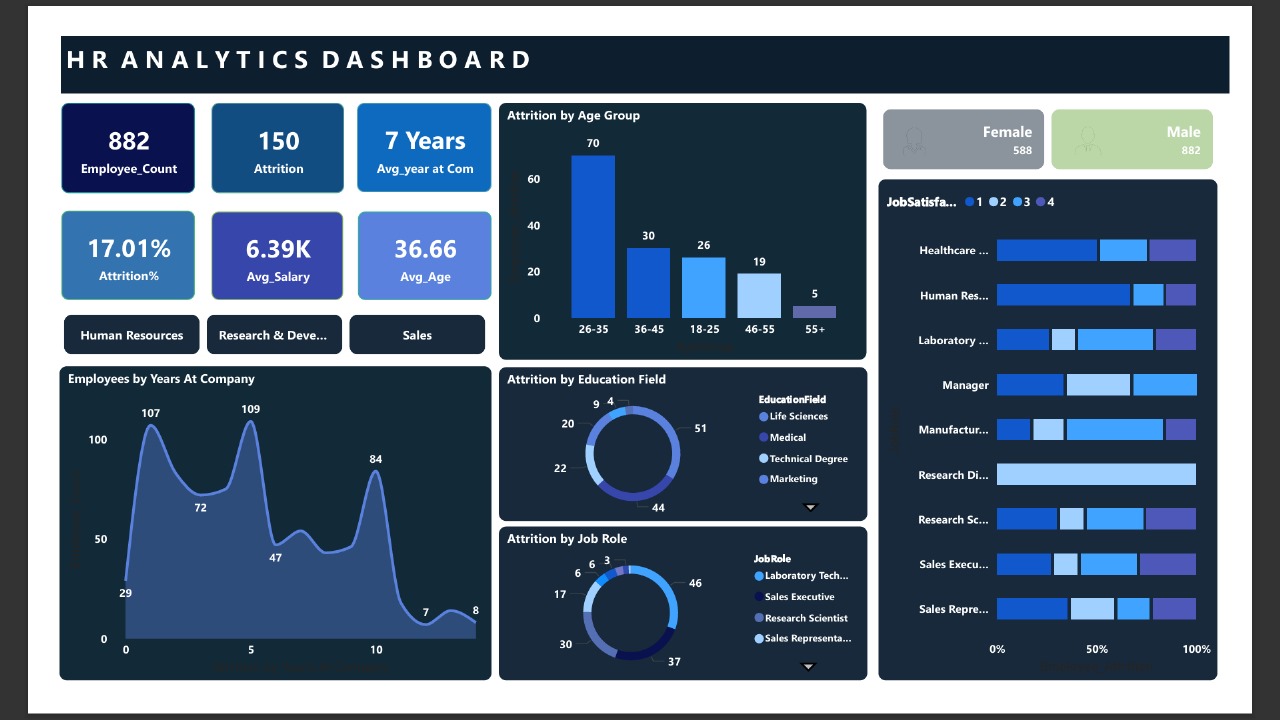 HR ANALYTICS DASHBOARD
882
Employee_Count
150
Attrition
7 Years
Avg_year at Com
17.01%
Attrition%
6.39K
Avg_Salary
36.66
Avg_Age
Human Resources
Research & Deve...
Sales
Employees by Years At Company
100
50
0
107
109
84
72
47
29
7
8
0 5 10
Attrition by Age Group
60
40
20
0
70
30
26
19
5
26-35 36-45 18-25 46-55 55+
Attrition by Education Field
9 4
20
51
22
44
EducationField
Life Sciences
Medical
Technical Degree
Marketing
Attrition by Job Role
6 6 3
46
17
30
37
JobRole
Laboratory Tech...
Sales Executive
Research Scientist
Sales Representa...
Female
588
Male
882
JobSatisfa... 1 2 3 4
Healthcare ...
Human Res...
Laboratory ...
Manager
Manufactur...
Research Di...
Research Sc...
Sales Execu...
Sales Repre...
0% 50% 100%